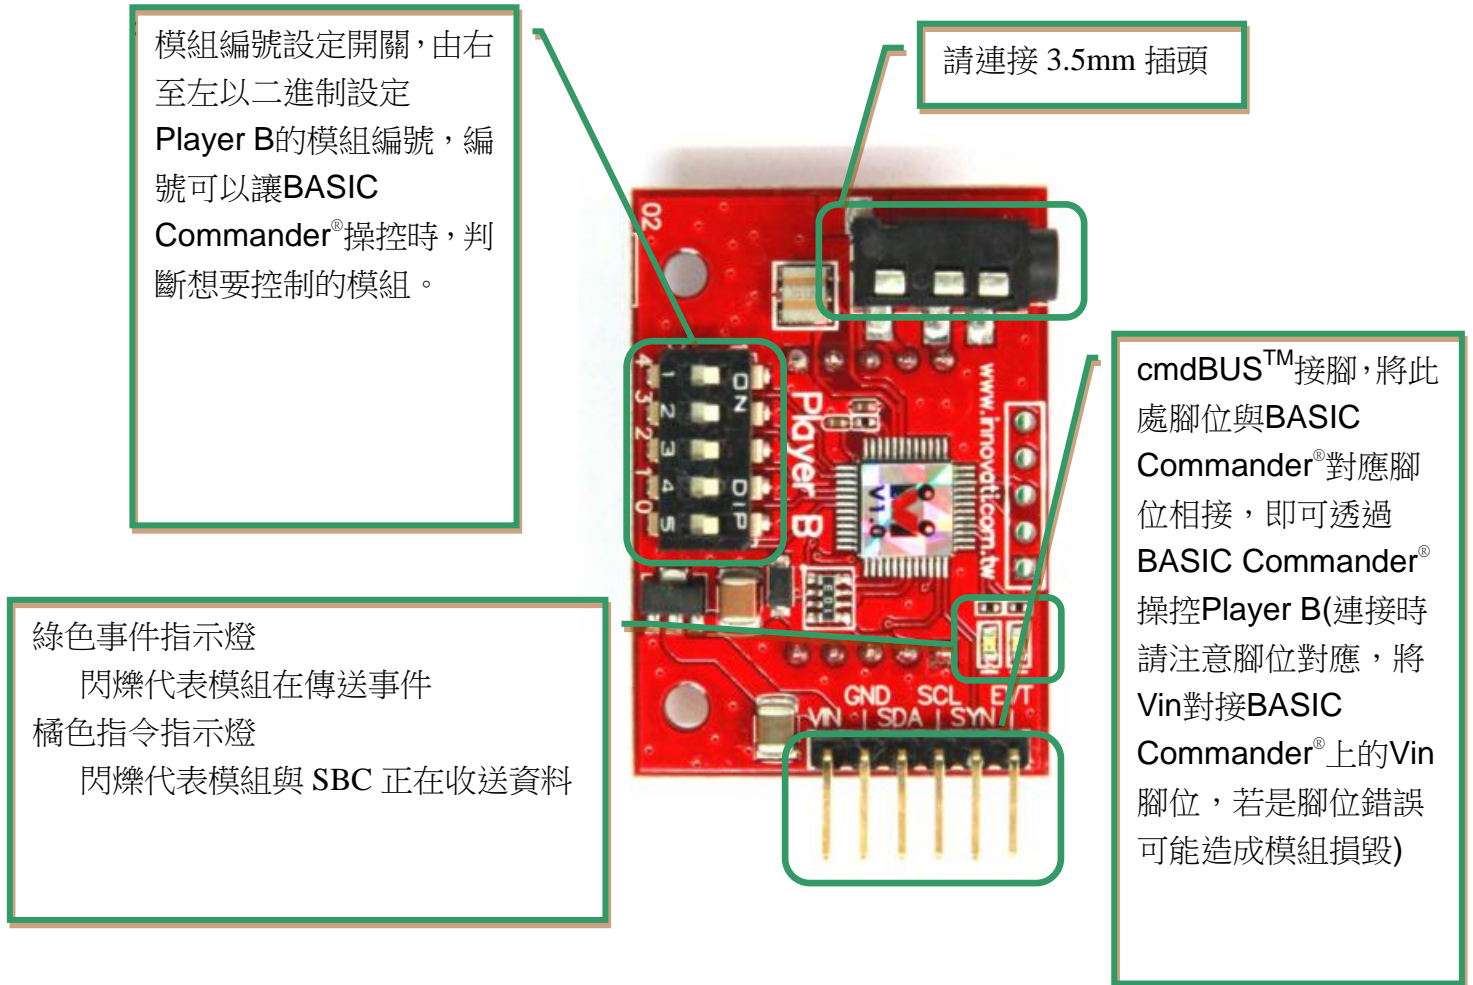 模組編號設定開關，由右
至左以二進制設定
Player B的模組編號，編
號可以讓BASIC
Commander®操控時，判
斷想要控制的模組。
請連接 3.5mm 插頭
cmdBUS™接腳，將此
處腳位與BASIC
Commander®對應腳
位相接，即可透過
BASIC Commander®
操控Player B(連接時
請注意腳位對應，將
Vin對接BASIC
Commander®上的Vin
腳位，若是腳位錯誤
可能造成模組損毀)
綠色事件指示燈
閃爍代表模組在傳送事件
橘色指令指示燈
閃爍代表模組與 SBC 正在收送資料
02
4 3 2 1 0
1 2 3 4 5
ON
DIP
Player B
www.innovati.com.tw
V1.0
GND SCL EVT
VIN SDA SYN